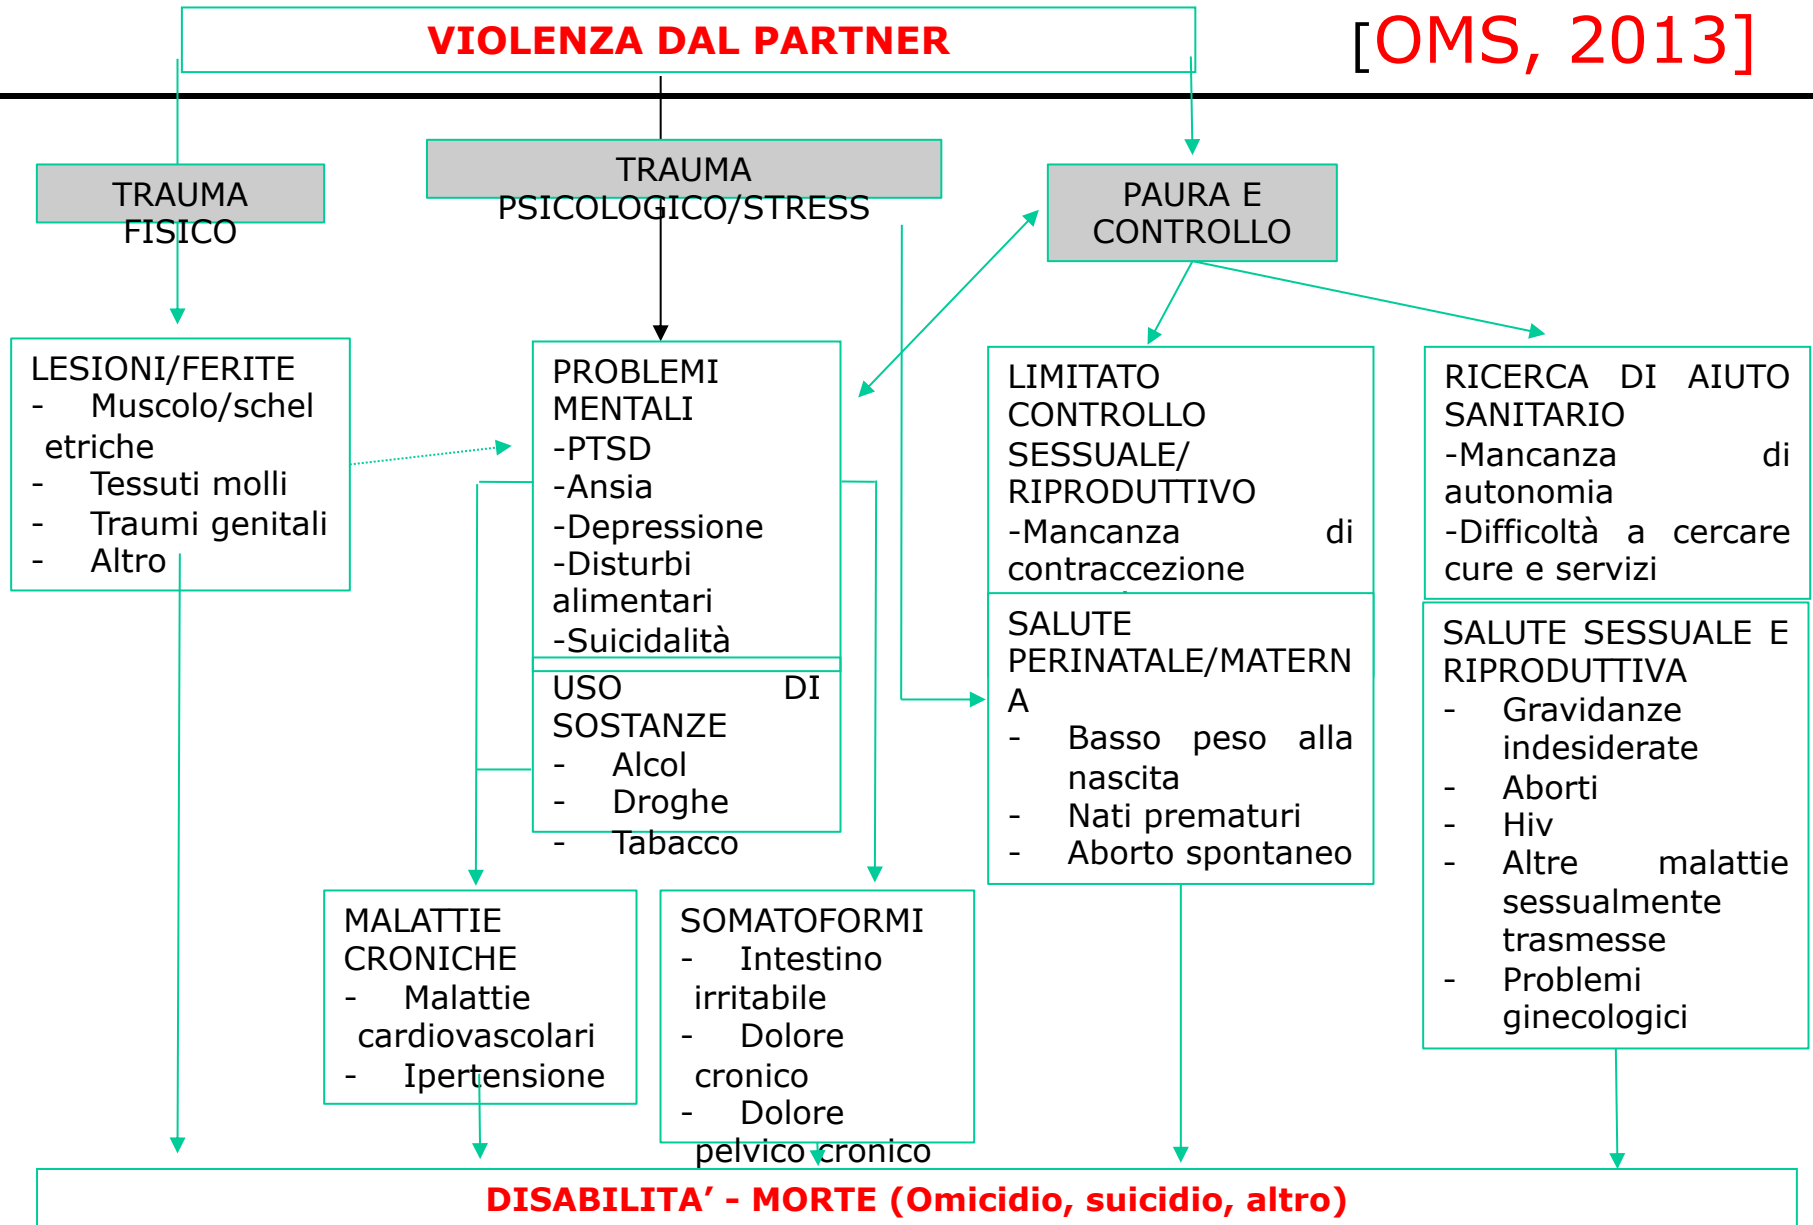 VIOLENZA DAL PARTNER
[OMS, 2013]
TRAUMA
FISICO
TRAUMA
PSICOLOGICO/STRESS
PAURA E
CONTROLLO
LESIONI/FERITE
- Muscolo/schel
etriche
- Tessuti molli
- Traumi genitali
- Altro
PROBLEMI
MENTALI
-PTSD
-Ansia
-Depressione
-Disturbi
alimentari
-Suicidalità
USO DI
SOSTANZE
- Alcol
- Droghe
- Tabacco
LIMITATO
CONTROLLO
SESSUALE/
RIPRODUTTIVO
-Mancanza di
contraccezione
SALUTE
PERINATALE/MATERN
A
- Basso peso alla
nascita
- Nati prematuri
- Aborto spontaneo
RICERCA DI AIUTO
SANITARIO
-Mancanza di
autonomia
-Difficoltà a cercare
cure e servizi
SALUTE SESSUALE E
RIPRODUTTIVA
- Gravidanze
indesiderate
- Aborti
- Hiv
- Altre malattie
sessualmente
trasmesse
- Problemi
ginecologici
MALATTIE
CRONICHE
- Malattie
cardiovascolari
- Ipertensione
SOMATOFORMI
- Intestino
irritabile
- Dolore
cronico
- Dolore
pelvico cronico
DISABILITA’ - MORTE (Omicidio, suicidio, altro)